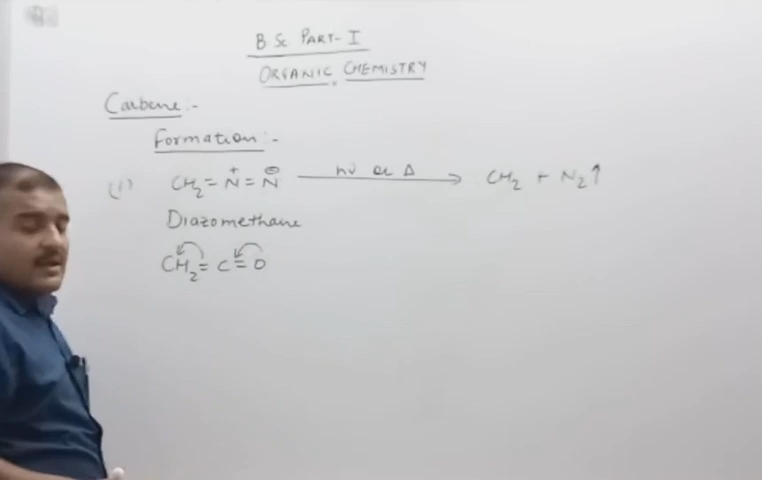 B Sc PART-I
ORGANIC CHEMISTRY
Carbene:-
Formation:-
(1) CH₂=N⁺=N⊖ hν or Δ → CH₂ + N₂↑
Diazomethane
CH₂=C=O